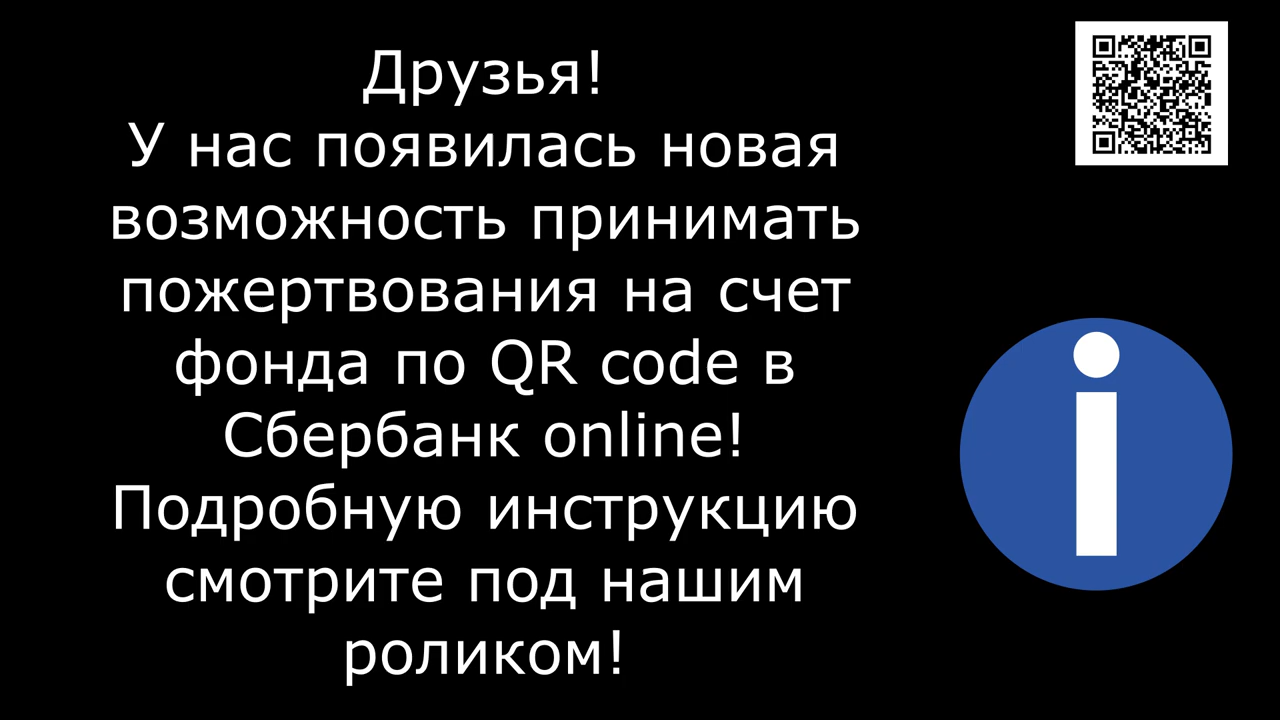 Друзья!
У нас появилась новая
возможность принимать
пожертвования на счет
фонда по QR code в
Сбербанк online!
Подробную инструкцию
смотрите под нашим
роликом!
i